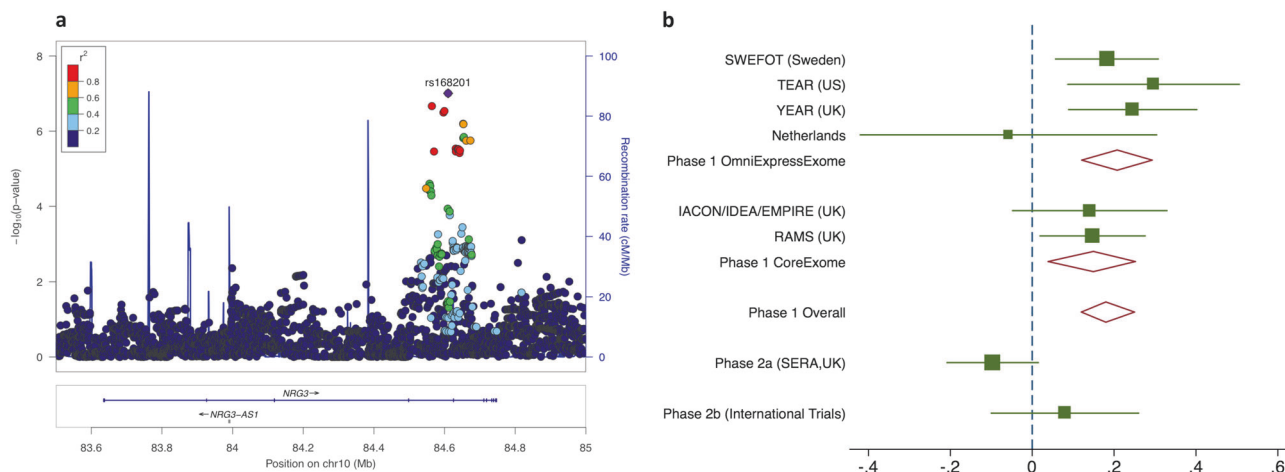 a
rs168201
r²
0.8
0.6
0.4
0.2
−log₁₀(p−value)
0
2
4
6
8
Recombination rate (cM/Mb)
0
20
40
60
80
100
NRG3→
←NRG3−AS1
83.6 83.8 84 84.2 84.4 84.6 84.8 85
Position on chr10 (Mb)
b
SWEFOT (Sweden)
TEAR (US)
YEAR (UK)
Netherlands
Phase 1 OmniExpressExome
IACON/IDEA/EMPIRE (UK)
RAMS (UK)
Phase 1 CoreExome
Phase 1 Overall
Phase 2a (SERA,UK)
Phase 2b (International Trials)
-.4 -.2 0 .2 .4 .6